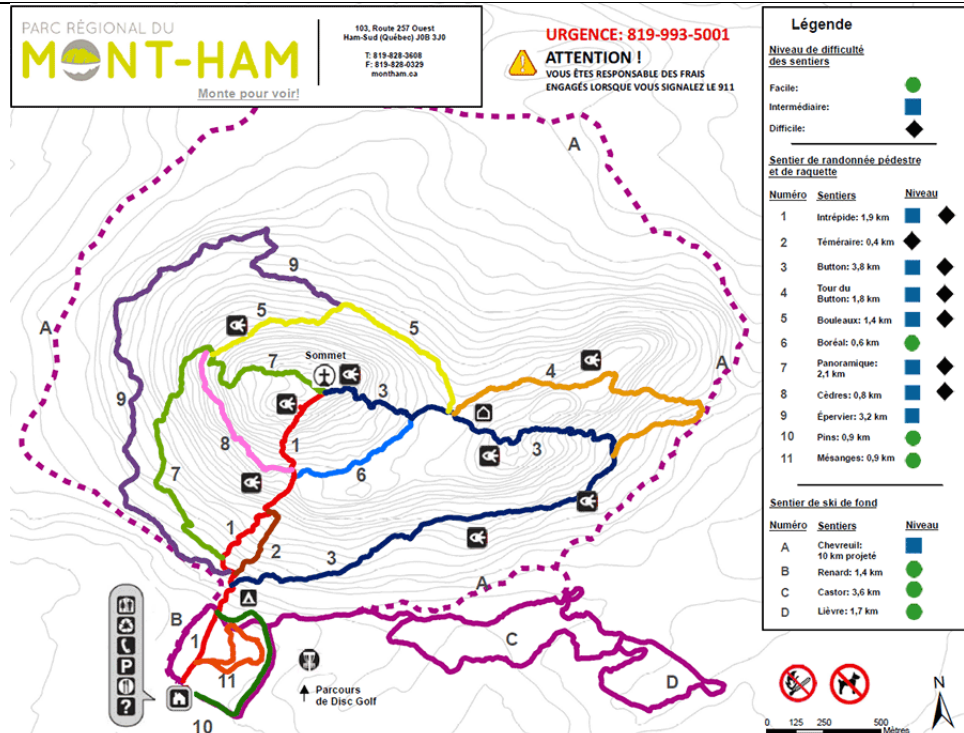 PARC RÉGIONAL DU
MONT-HAM
Monte pour voir!
103, Route 257 Ouest
Ham-Sud (Québec) J0B 3J0
T: 819-828-3608
F: 819-828-0329
montham.ca
URGENCE: 819-993-5001
ATTENTION !
VOUS ÊTES RESPONSABLE DES FRAIS
ENGAGÉS LORSQUE VOUS SIGNALEZ LE 911
A
9
A
5
5
Sommet
7
4
A
3
9
1
8
3
7
6
1
2
3
A
B
1
C
11
D
P
?
Parcours
de Disc Golf
10
Légende
Niveau de difficulté
des sentiers
Facile:
Intermédiaire:
Difficile:
Sentier de randonnée pédestre
et de raquette
Numéro Sentiers Niveau
1 Intrépide: 1,9 km
2 Téméraire: 0,4 km
3 Button: 3,8 km
4 Tour du
Button: 1,8 km
5 Bouleaux: 1,4 km
6 Boréal: 0,6 km
7 Panoramique:
2,1 km
8 Cèdres: 0,8 km
9 Épervier: 3,2 km
10 Pins: 0,9 km
11 Mésanges: 0,9 km
Sentier de ski de fond
Numéro Sentiers Niveau
A Chevreuil:
10 km projeté
B Renard: 1,4 km
C Castor: 3,6 km
D Lièvre: 1,7 km
N
0 125 250 500
Mètres